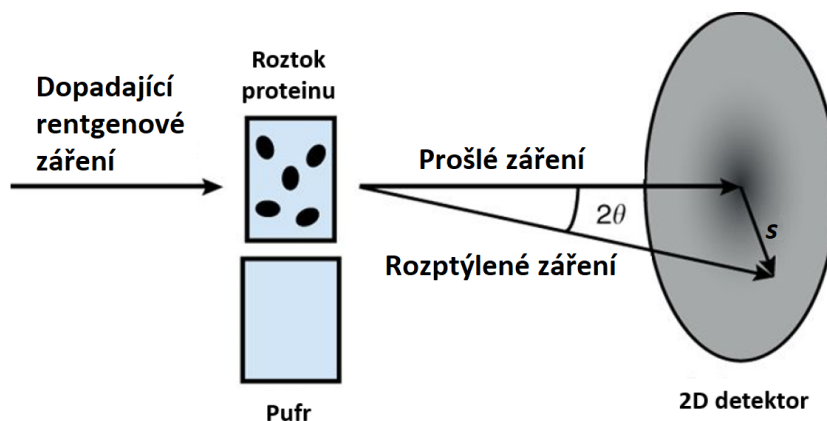 Roztok
proteinu
Dopadající
rentgenové
záření
Prošlé záření
2θ
s
Rozptýlené záření
2D detektor
Pufr